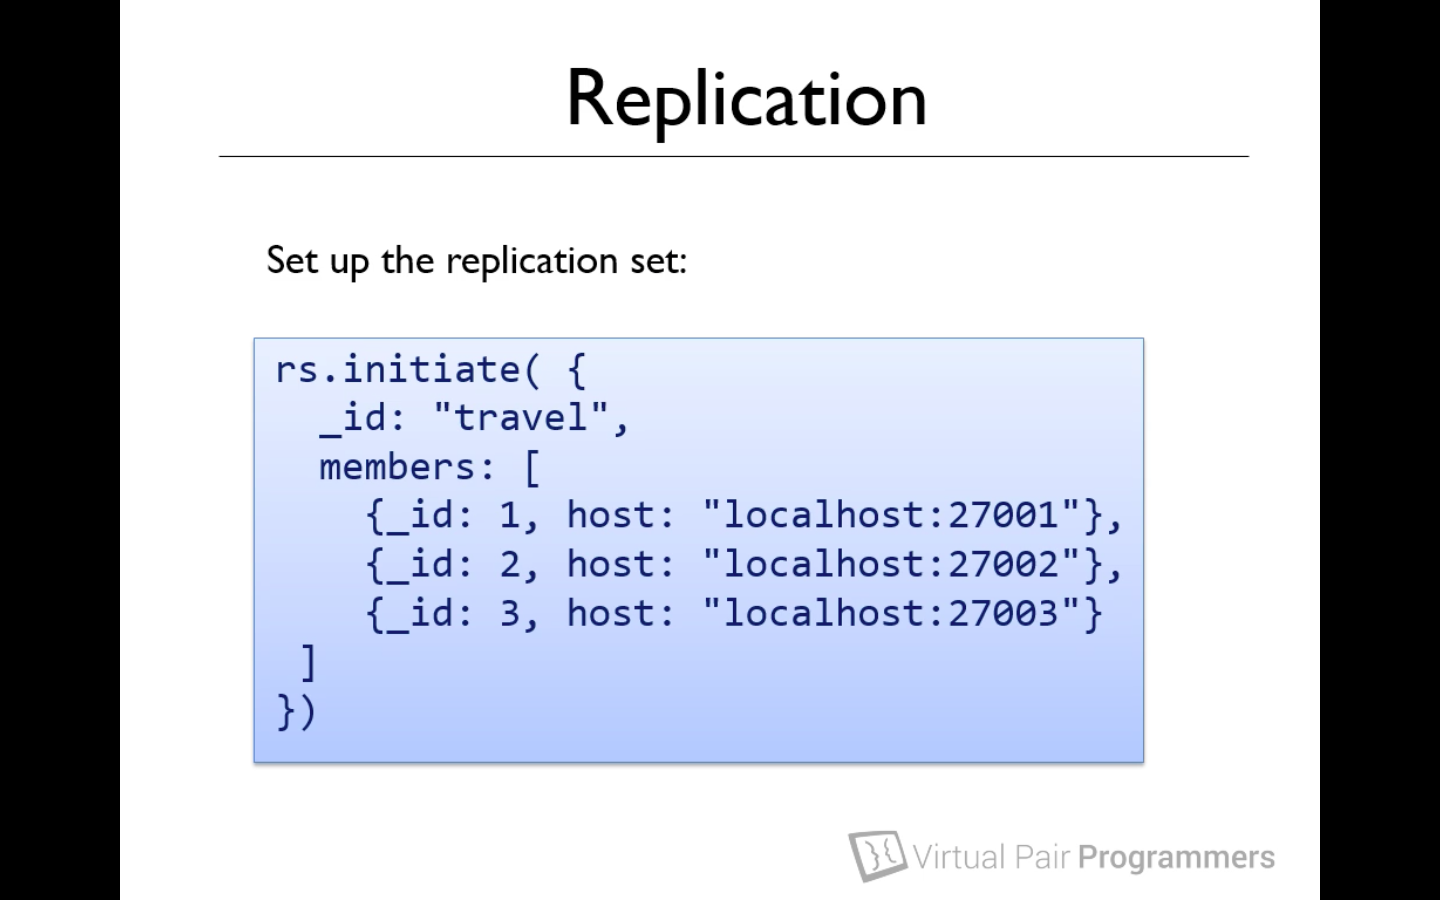 Replication
Set up the replication set:
rs.initiate( {
  _id: "travel",
  members: [
    {_id: 1, host: "localhost:27001"},
    {_id: 2, host: "localhost:27002"},
    {_id: 3, host: "localhost:27003"}
 ]
})
Virtual Pair Programmers